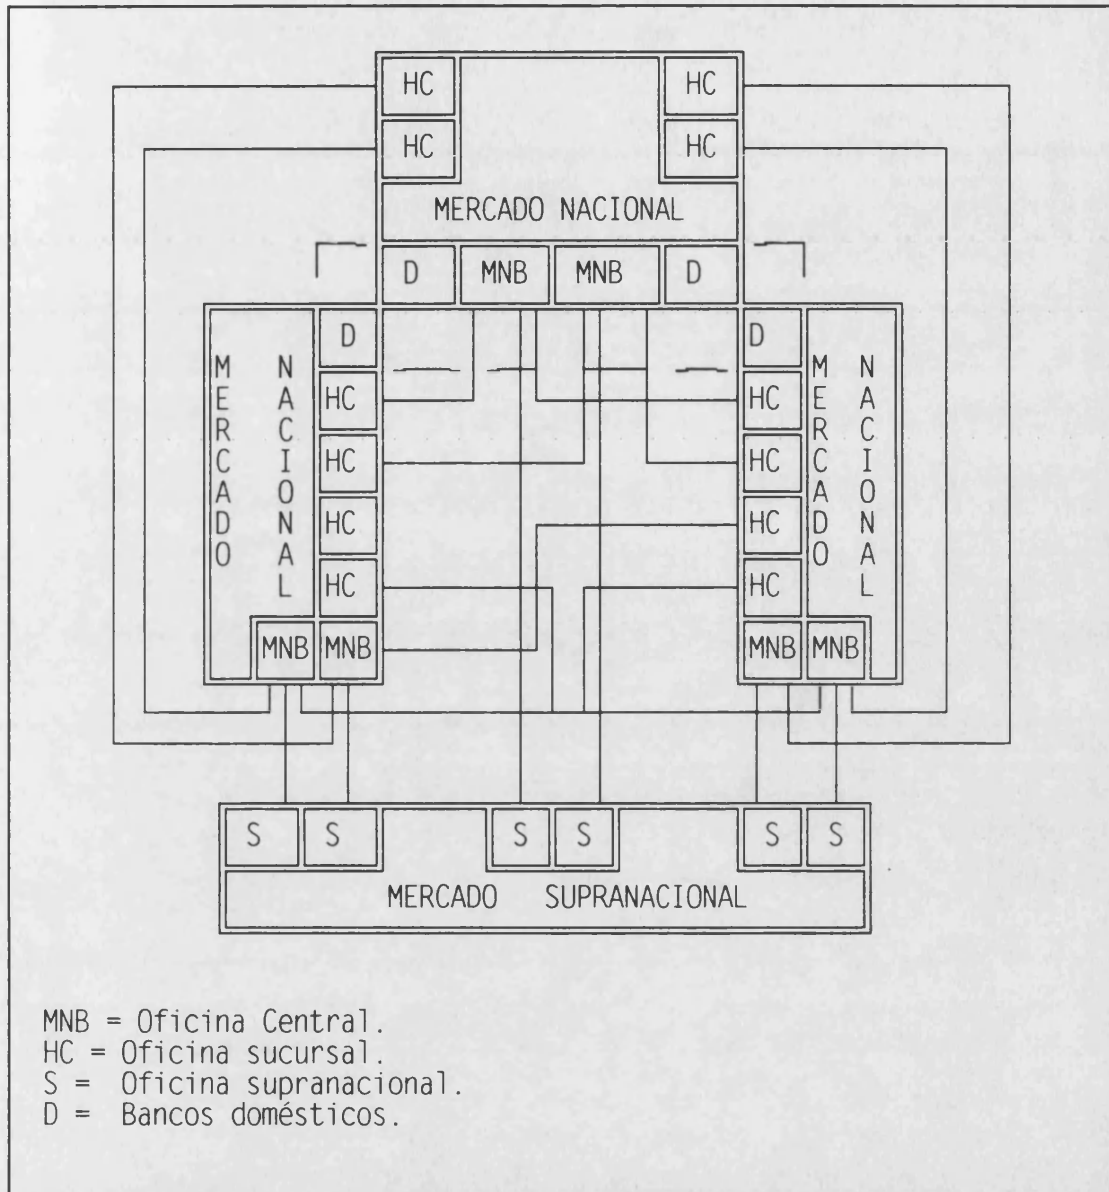 HC HC
HC HC
MERCADO NACIONAL
D MNB MNB D
D D
MERCADO NACIONAL MERCADO NACIONAL
HC HC
HC HC
HC HC
HC HC
MNB MNB MNB MNB
S S S S S S
MERCADO SUPRANACIONAL
MNB = Oficina Central.
HC = Oficina sucursal.
S = Oficina supranacional.
D = Bancos domésticos.